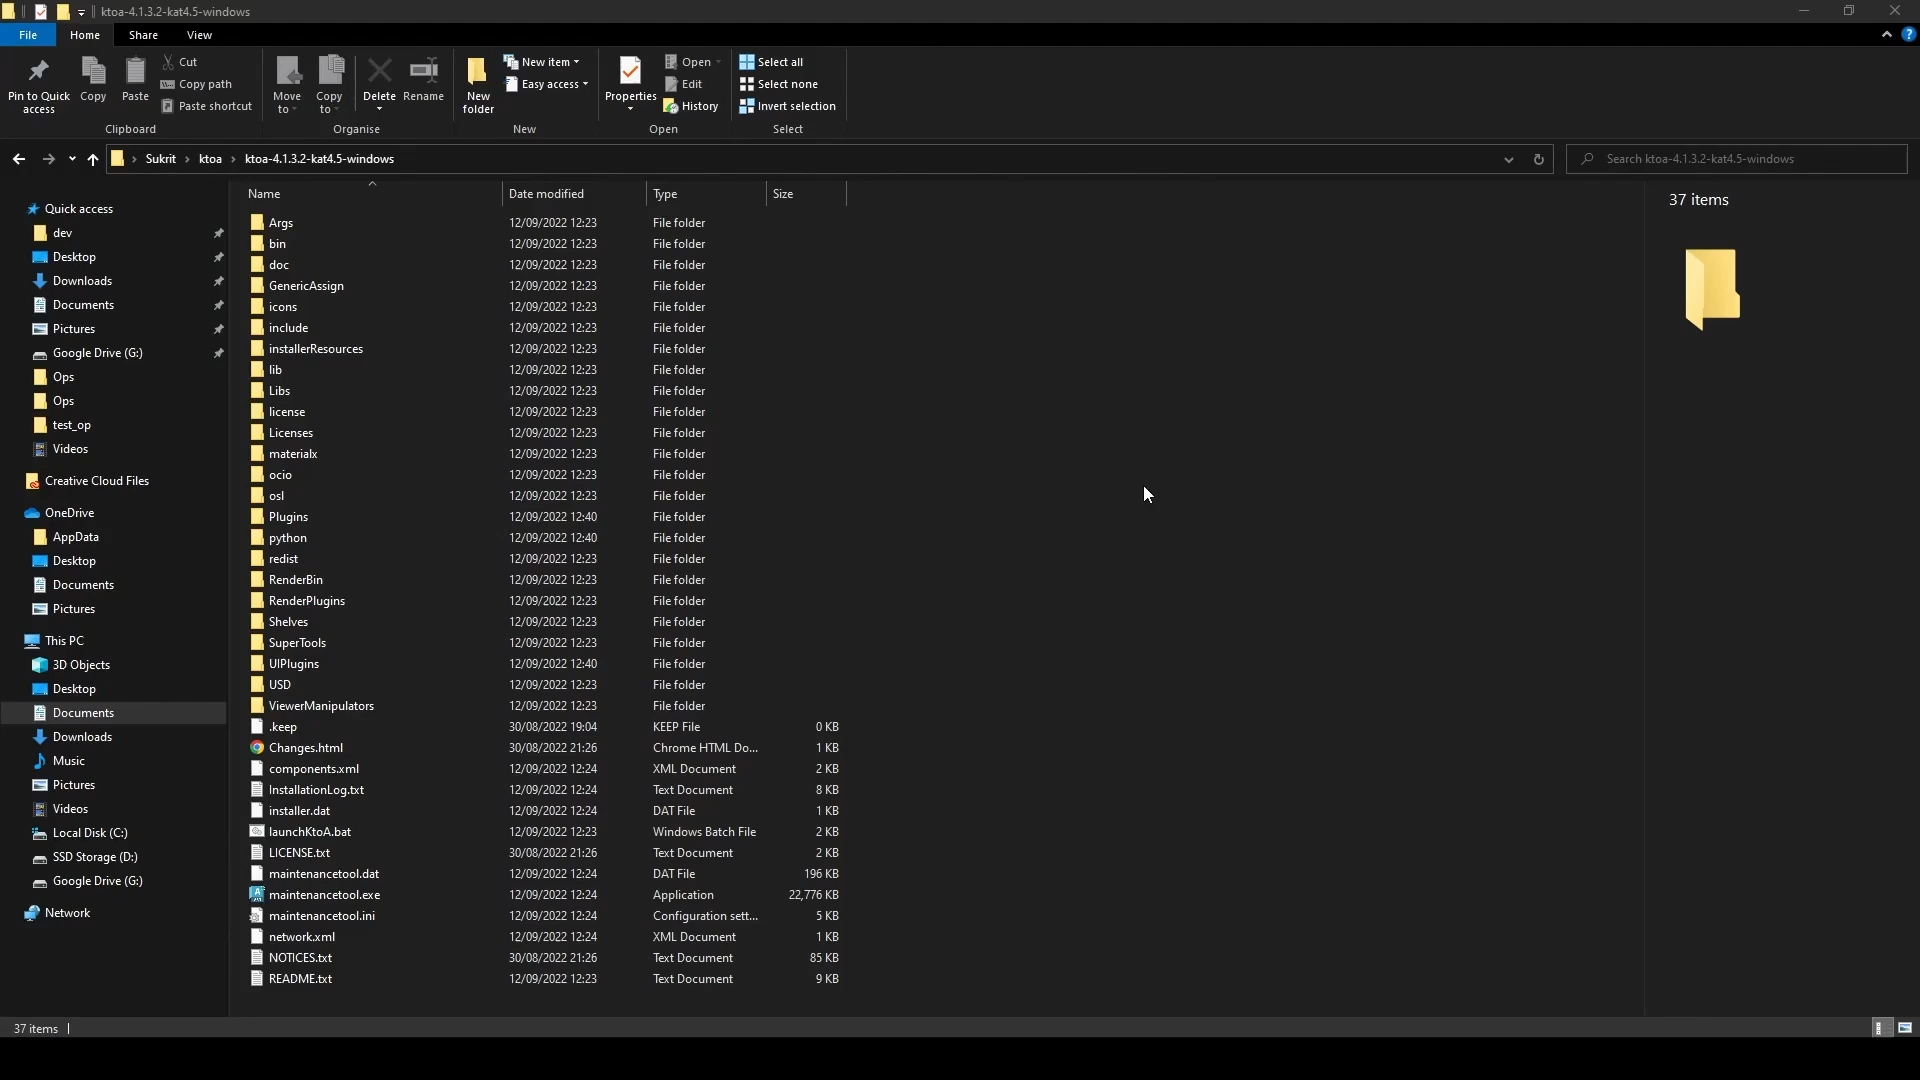 ktoa-4.1.3.2-kat4.5-windows
File Home Share View
Pin to Quick access
Copy
Paste
Cut
Copy path
Paste shortcut
Clipboard
Move to
Copy to
Delete
Rename
Organise
New folder
New item
Easy access
New
Properties
Open
Edit
History
Open
Select all
Select none
Invert selection
Select
Sukrit > ktoa > ktoa-4.1.3.2-kat4.5-windows
Search ktoa-4.1.3.2-kat4.5-windows
Quick access
dev
Desktop
Downloads
Documents
Pictures
Google Drive (G:)
Ops
Ops
test_op
Videos
Creative Cloud Files
OneDrive
AppData
Desktop
Documents
Pictures
This PC
3D Objects
Desktop
Documents
Downloads
Music
Pictures
Videos
Local Disk (C:)
SSD Storage (D:)
Google Drive (G:)
Network
Name Date modified Type Size
Args 12/09/2022 12:23 File folder
bin 12/09/2022 12:23 File folder
doc 12/09/2022 12:23 File folder
GenericAssign 12/09/2022 12:23 File folder
icons 12/09/2022 12:23 File folder
include 12/09/2022 12:23 File folder
installerResources 12/09/2022 12:23 File folder
lib 12/09/2022 12:23 File folder
Libs 12/09/2022 12:23 File folder
license 12/09/2022 12:23 File folder
Licenses 12/09/2022 12:23 File folder
materialx 12/09/2022 12:23 File folder
ocio 12/09/2022 12:23 File folder
osl 12/09/2022 12:23 File folder
Plugins 12/09/2022 12:40 File folder
python 12/09/2022 12:40 File folder
redist 12/09/2022 12:23 File folder
RenderBin 12/09/2022 12:23 File folder
RenderPlugins 12/09/2022 12:23 File folder
Shelves 12/09/2022 12:23 File folder
SuperTools 12/09/2022 12:23 File folder
UIPlugins 12/09/2022 12:40 File folder
USD 12/09/2022 12:23 File folder
ViewerManipulators 12/09/2022 12:23 File folder
.keep 30/08/2022 19:04 KEEP File 0 KB
Changes.html 30/08/2022 21:26 Chrome HTML Do... 1 KB
components.xml 12/09/2022 12:24 XML Document 2 KB
InstallationLog.txt 12/09/2022 12:24 Text Document 8 KB
installer.dat 12/09/2022 12:24 DAT File 1 KB
launchKtoA.bat 12/09/2022 12:23 Windows Batch File 2 KB
LICENSE.txt 30/08/2022 21:26 Text Document 2 KB
maintenancetool.dat 12/09/2022 12:24 DAT File 196 KB
maintenancetool.exe 12/09/2022 12:24 Application 22,776 KB
maintenancetool.ini 12/09/2022 12:24 Configuration sett... 5 KB
network.xml 12/09/2022 12:24 XML Document 1 KB
NOTICES.txt 30/08/2022 21:26 Text Document 85 KB
README.txt 12/09/2022 12:23 Text Document 9 KB
37 items
37 items